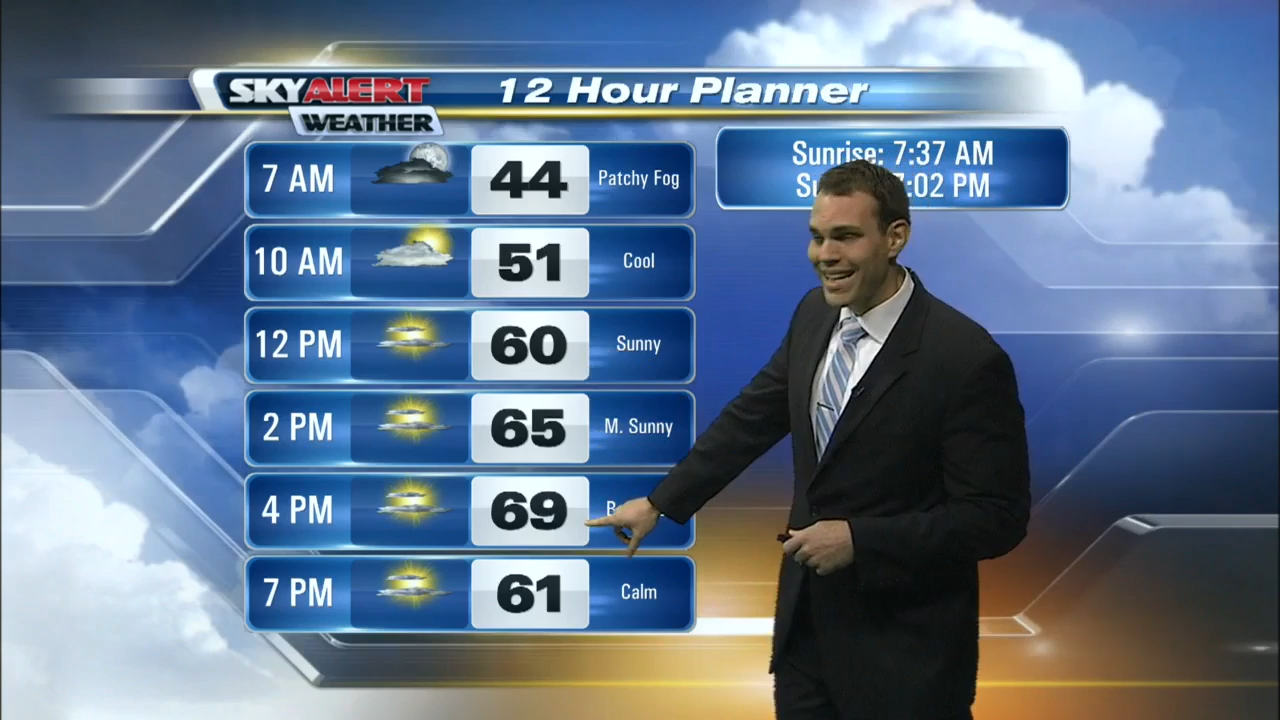 SKYALERT
WEATHER
12 Hour Planner
7 AM 44 Patchy Fog
10 AM 51 Cool
12 PM 60 Sunny
2 PM 65 M. Sunny
4 PM 69
7 PM 61 Calm
Sunrise: 7:37 AM
7:02 PM